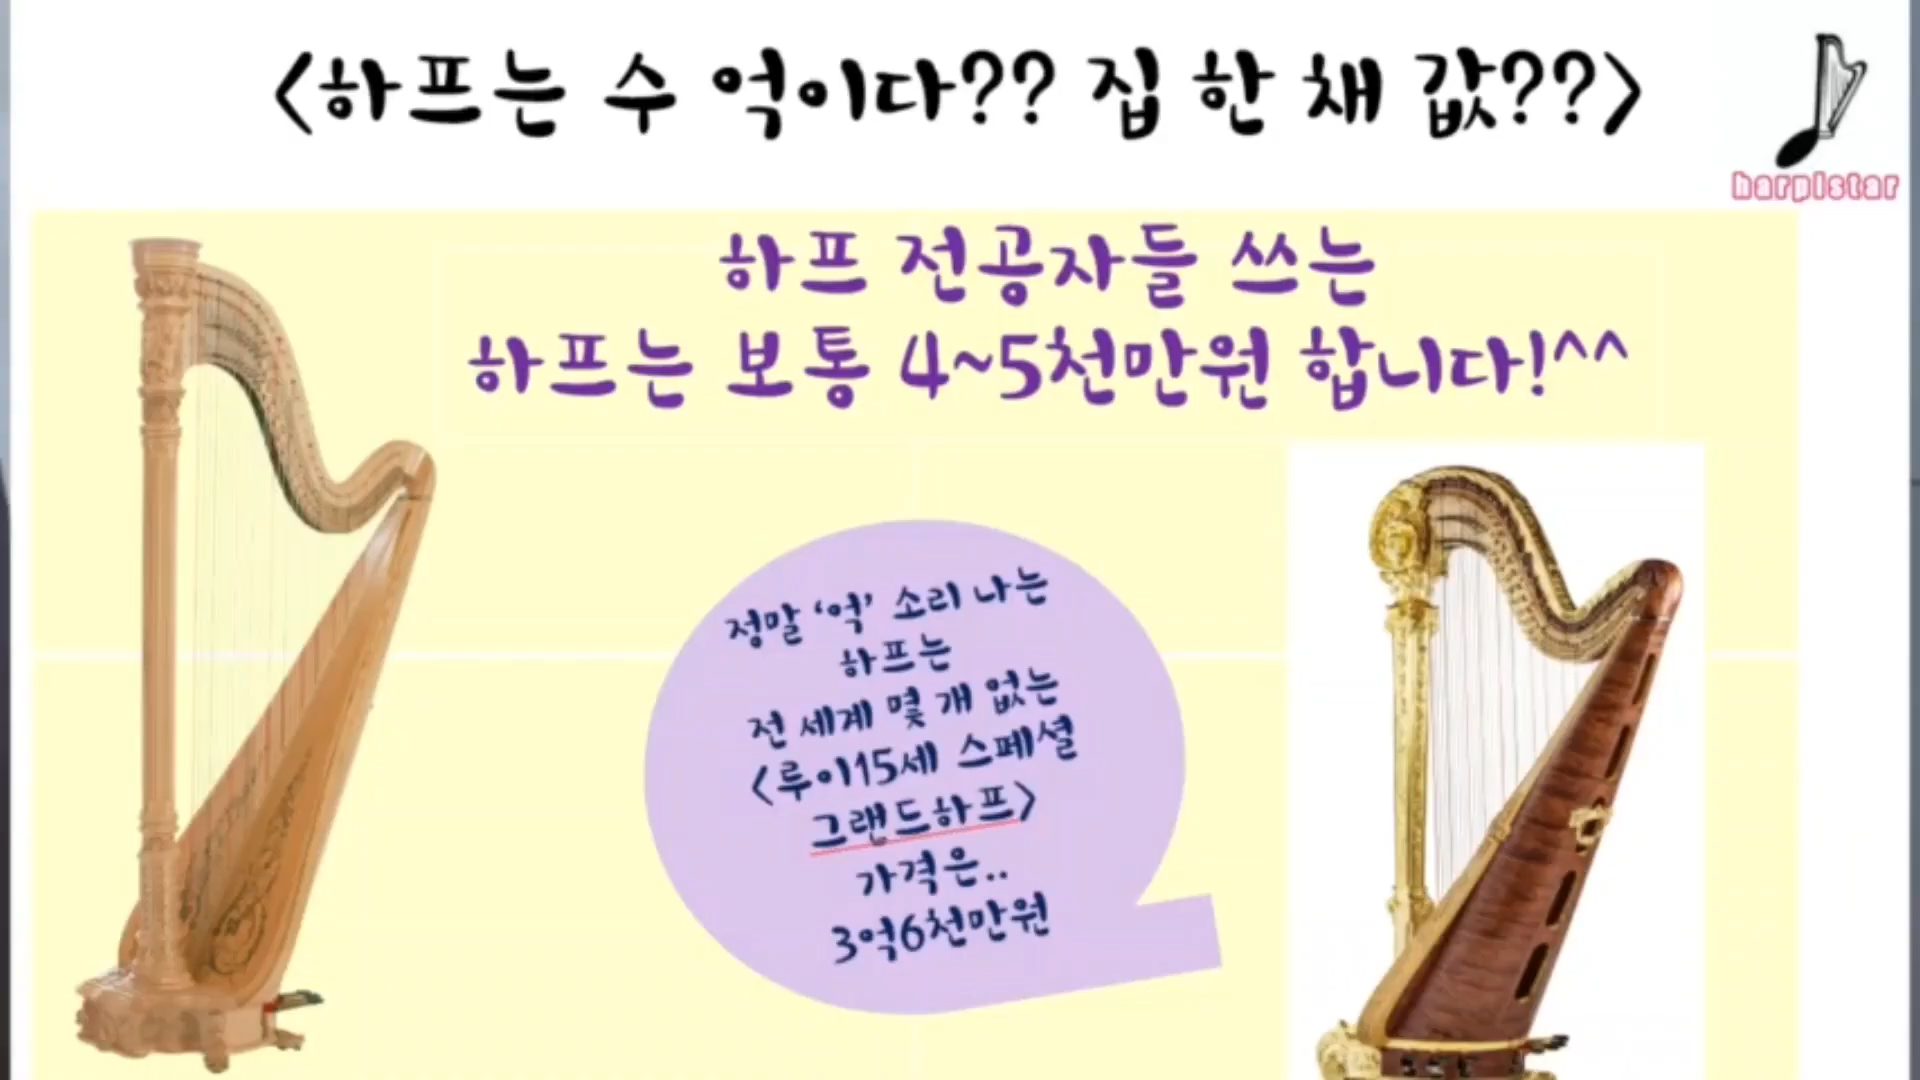 <하프는 수 억이다?? 집 한 채 값??>
harpistar
하프 전공자들 쓰는
하프는 보통 4~5천만원 합니다!^^
정말 '억' 소리 나는
하프는
전 세계 몇 개 없는
<루이15세 스페셜
그랜드하프>
가격은..
3억6천만원